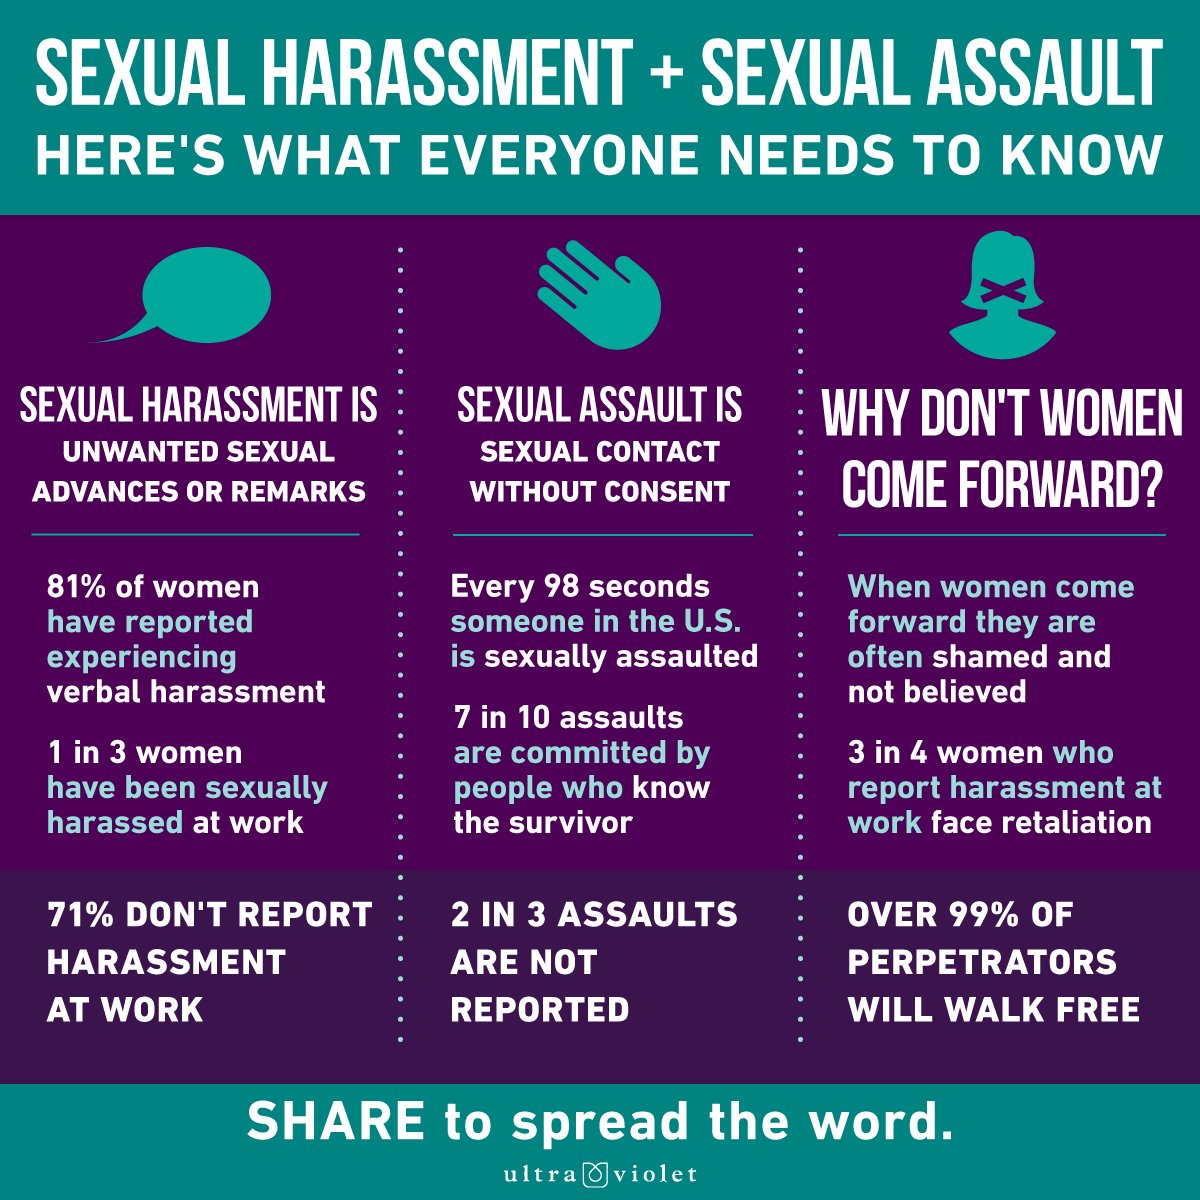 SEXUAL HARASSMENT + SEXUAL ASSAULT
HERE'S WHAT EVERYONE NEEDS TO KNOW
SEXUAL HARASSMENT IS
UNWANTED SEXUAL
ADVANCES OR REMARKS
81% of women
have reported
experiencing
verbal harassment
1 in 3 women
have been sexually
harassed at work
71% DON'T REPORT
HARASSMENT
AT WORK
SEXUAL ASSAULT IS
SEXUAL CONTACT
WITHOUT CONSENT
Every 98 seconds
someone in the U.S.
is sexually assaulted
7 in 10 assaults
are committed by
people who know
the survivor
2 IN 3 ASSAULTS
ARE NOT
REPORTED
WHY DON'T WOMEN
COME FORWARD?
When women come
forward they are
often shamed and
not believed
3 in 4 women who
report harassment at
work face retaliation
OVER 99% OF
PERPETRATORS
WILL WALK FREE
SHARE to spread the word.
ultra violet